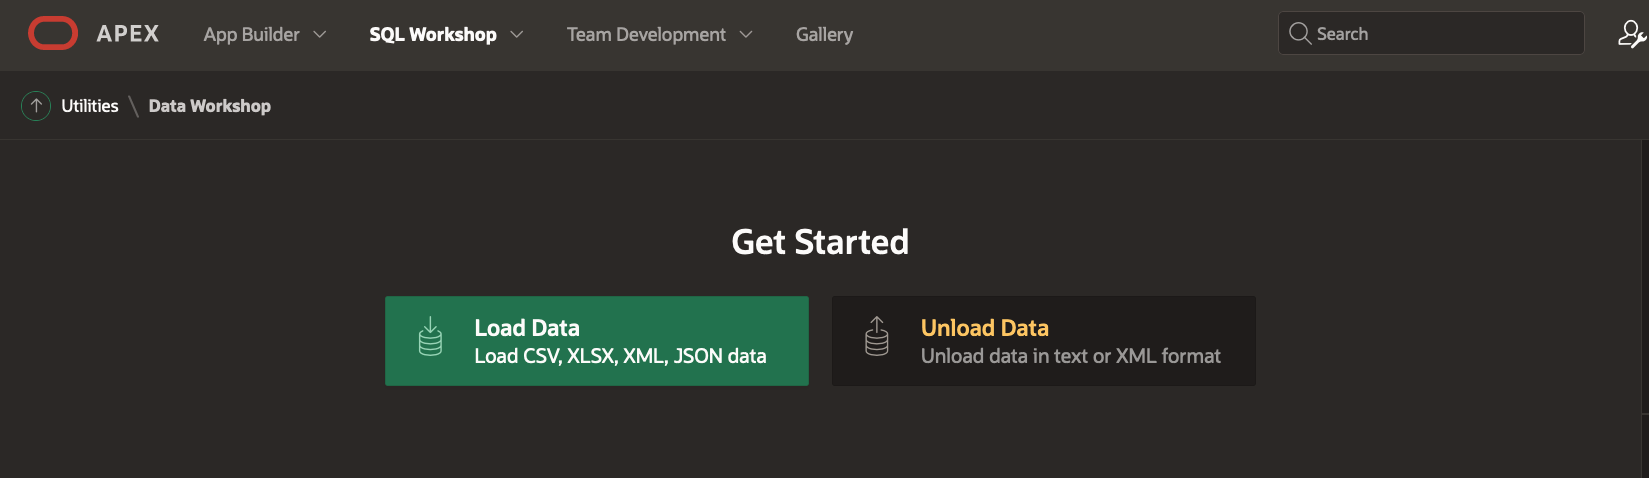 APEX App Builder SQL Workshop Team Development Gallery Search
Utilities \ Data Workshop
Get Started
Load Data
Load CSV, XLSX, XML, JSON data
Unload Data
Unload data in text or XML format